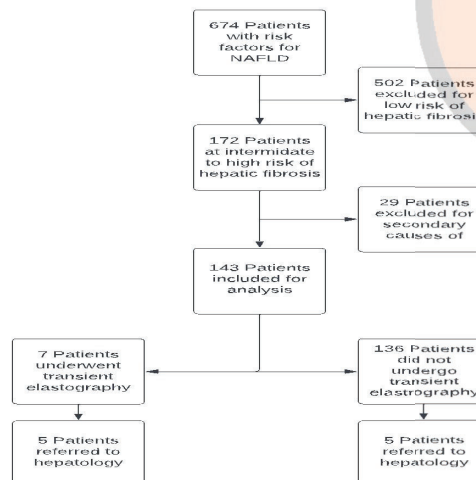 674 Patients
with risk
factors for
NAFLD
502 Patients
excluded for
low risk of
hepatic fibrosi
172 Patients
at intermidate
to high risk of
hepatic fibrosis
29 Patients
excluded for
secondary
causes of
143 Patients
included for
analysis
7 Patients
underwent
transient
elastography
136 Patients
did not
undergo
transient
elastrography
5 Patients
referred to
hepatology
5 Patients
referred to
hepatology